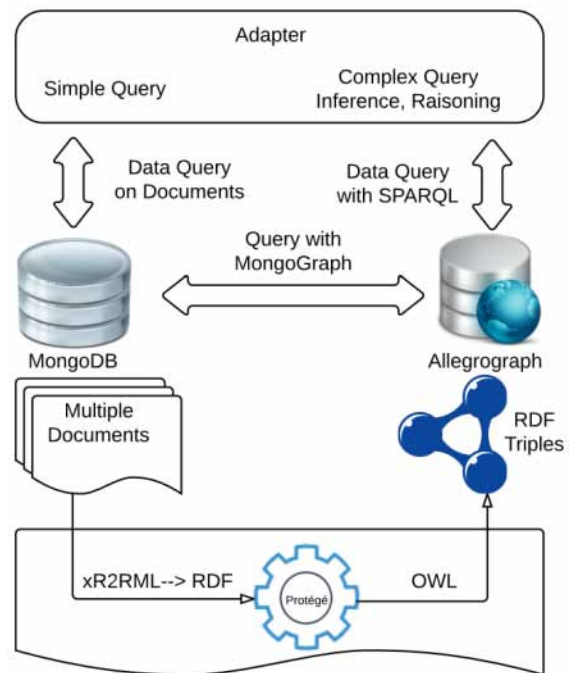 Adapter
Simple Query
Complex Query
Inference, Raisoning
Data Query
on Documents
Data Query
with SPARQL
Query with
MongoGraph
MongoDB
Allegrograph
Multiple
Documents
RDF
Triples
xR2RML--> RDF
Protégé
OWL